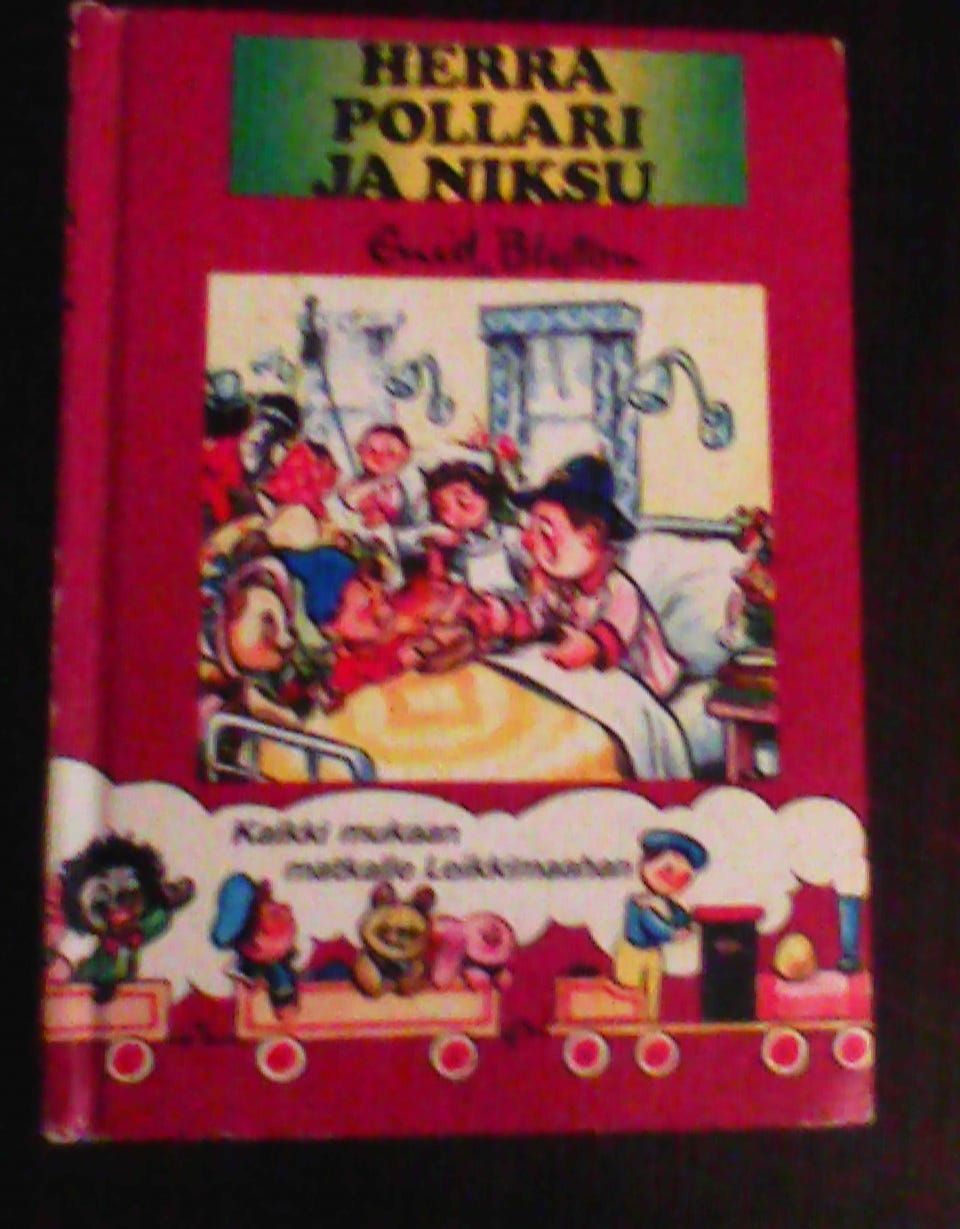 HERRA
POLLARI
JA NIKSU
Enid Blyton
Kaikki mukaan
matkalle Leikkimaahan